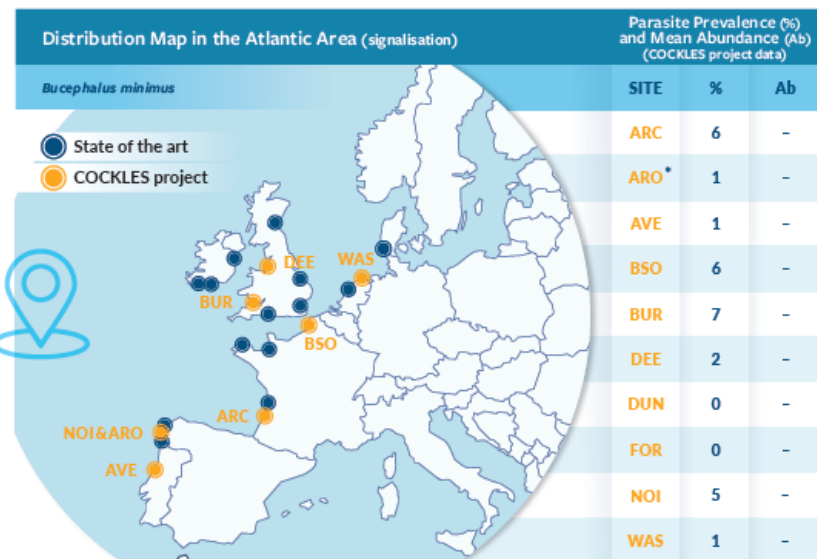 Distribution Map in the Atlantic Area (signalisation)
Bucephalus minimus
State of the art
COCKLES project
DEE
WAS
BUR
BSO
ARC
NOI&ARO
AVE
Parasite Prevalence (%)
and Mean Abundance (Ab)
(COCKLES project data)
SITE % Ab
ARC 6 –
ARO* 1 –
AVE 1 –
BSO 6 –
BUR 7 –
DEE 2 –
DUN 0 –
FOR 0 –
NOI 5 –
WAS 1 –